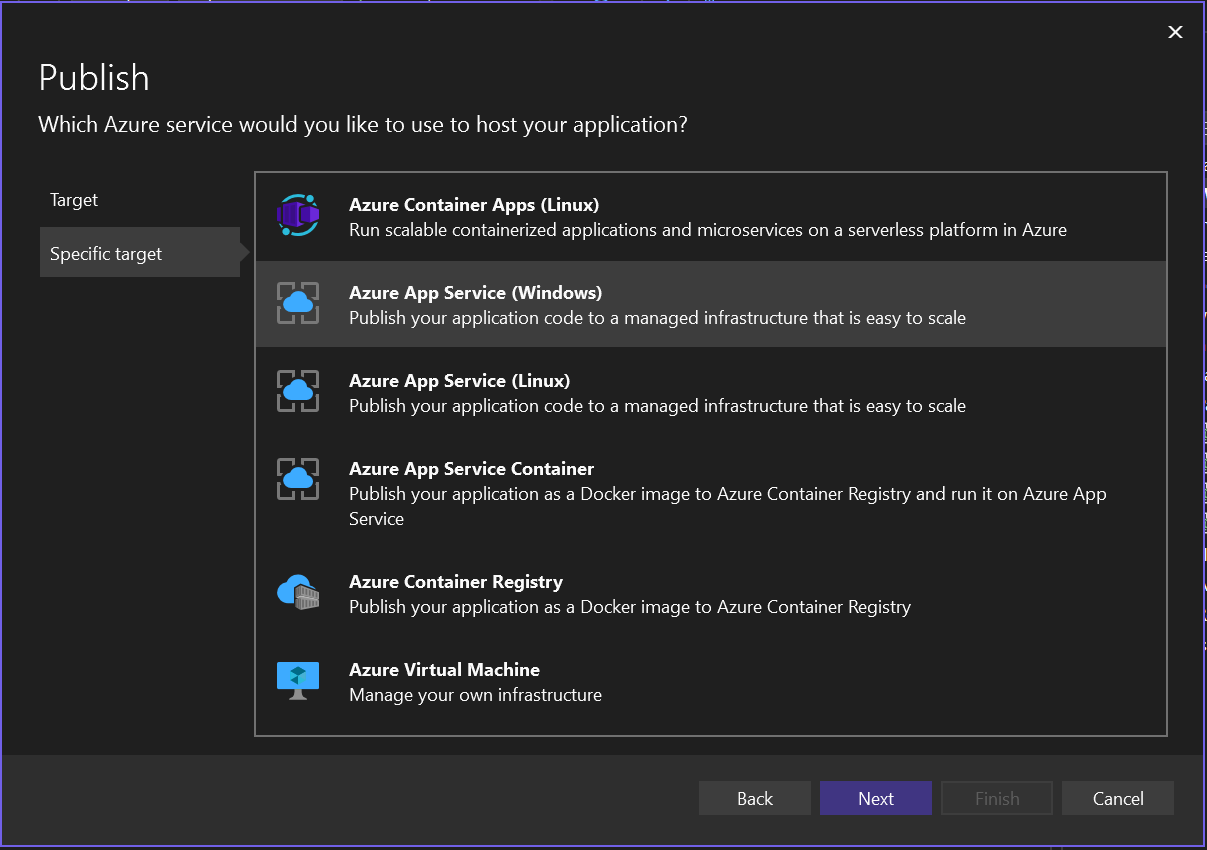 Publish
Which Azure service would you like to use to host your application?
Target
Specific target
Azure Container Apps (Linux)
Run scalable containerized applications and microservices on a serverless platform in Azure
Azure App Service (Windows)
Publish your application code to a managed infrastructure that is easy to scale
Azure App Service (Linux)
Publish your application code to a managed infrastructure that is easy to scale
Azure App Service Container
Publish your application as a Docker image to Azure Container Registry and run it on Azure App
Service
Azure Container Registry
Publish your application as a Docker image to Azure Container Registry
Azure Virtual Machine
Manage your own infrastructure
Back
Next
Finish
Cancel